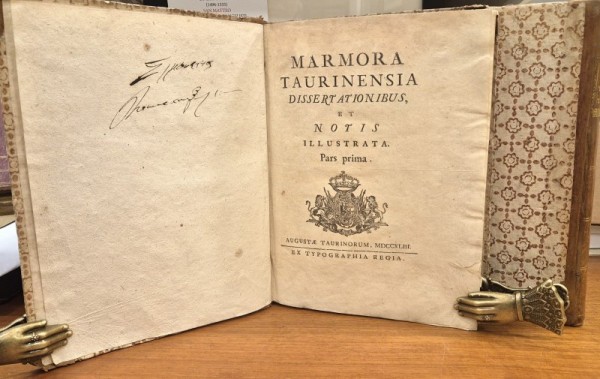 MARMORA
TAURINENSIA
DISSERTATIONIBUS,
ET
NOTIS
ILLUSTRATA.
Pars prima.
AUGUSTÆ TAURINORUM, MDCCXLIII.
EX TYPOGRAPHIA REGIA.